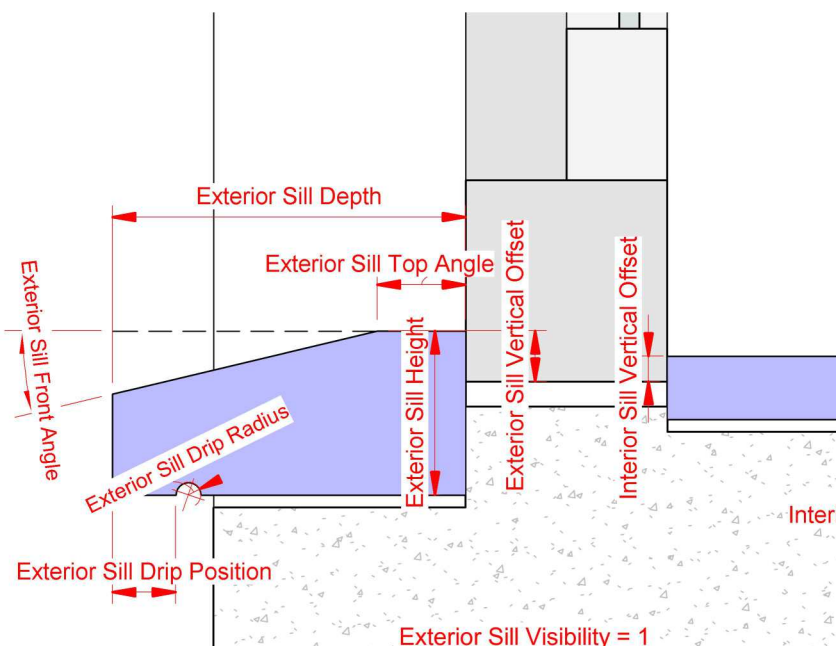 Exterior Sill Depth
Exterior Sill Top Angle
Exterior Sill Front Angle
Exterior Sill Height
Exterior Sill Vertical Offset
Interior Sill Vertical Offset
Exterior Sill Drip Radius
Inter
Exterior Sill Drip Position
Exterior Sill Visibility = 1